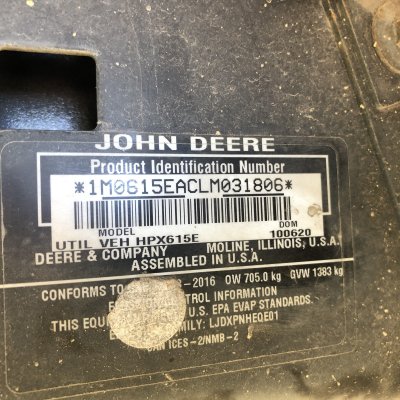 JOHN DEERE
Product Identification Number
*1M0615EACLM031806*
MODEL DOM
UTIL VEH HPX615E 100620
DEERE & COMPANY MOLINE, ILLINOIS, U.S.A.
ASSEMBLED IN U.S.A.
CONFORMS TO -2016 OW 705.0 kg GVW 1383 kg
CONTROL INFORMATION
U.S. EPA EVAP STANDARDS.
THIS FAMILY: LJDXPNHEQE01
CAN ICES-2/NMB-2